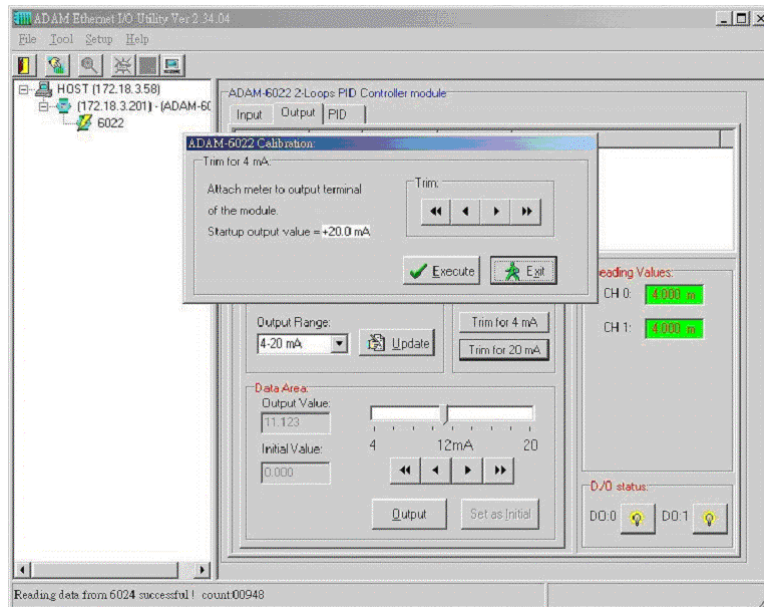 ADAM Ethernet I/O Utility Ver 2.34.04
File Tool Setup Help
HOST (172.18.3.58)
(172.18.3.201) - (ADAM-60
6022
ADAM-6022 2-Loops PID Controller module
Input Output PID
ADAM-6022 Calibration:
Trim for 4 mA:
Attach meter to output terminal
of the module.
Startup output value = +20.0 mA
Trim:
Execute
Exit
Output Range:
4-20 mA
Update
Trim for 4 mA
Trim for 20 mA
Data Area:
Output Value:
11.123
Initial Value:
0.000
4 12mA 20
Output
Set as Initial
eading Values:
CH 0: 4.000 m
CH 1: 4.000 m
D/O status:
DO:0 DO:1
Reading data from 6024 successful ! count:00948